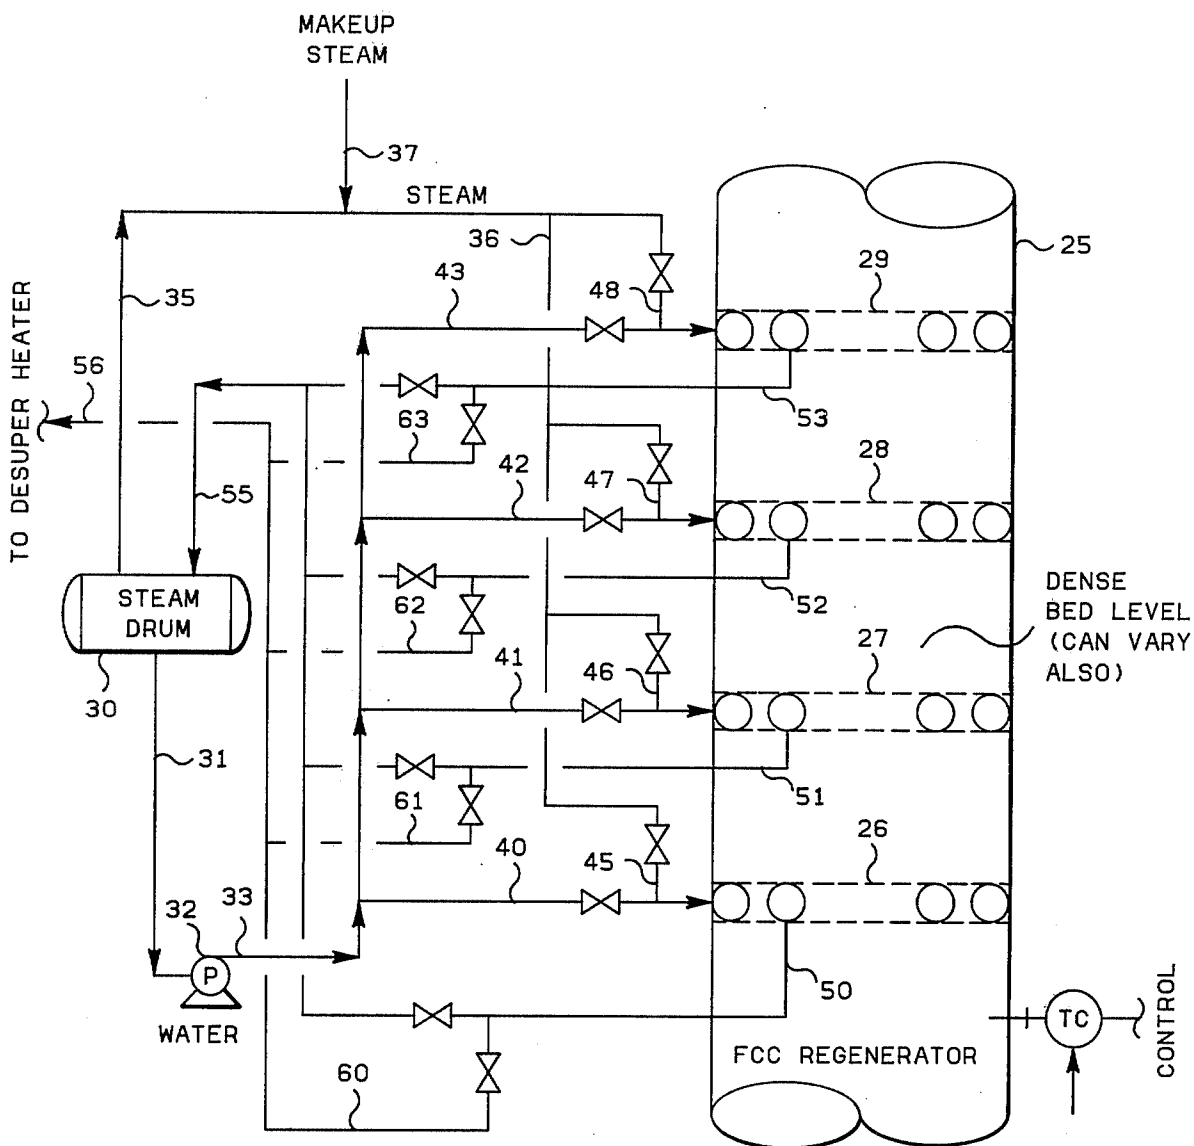 MAKEUP
STEAM
37
STEAM
36
25
29
43
48
35
TO DESUPER HEATER
56
53
63
28
42
47
55
STEAM
DRUM
62
52
DENSE
BED LEVEL
(CAN VARY
ALSO)
27
41
46
30
31
51
61
26
40
45
32
33
P
50
WATER
TC
CONTROL
FCC REGENERATOR
60